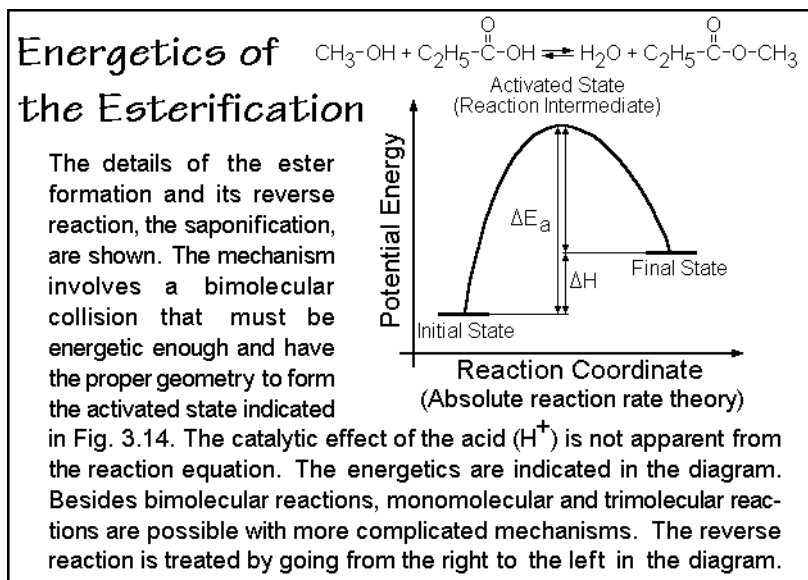 Energetics of
the Esterification
O O
CH3-OH + C2H5-C-OH ⇌ H2O + C2H5-C-O-CH3
Activated State
(Reaction Intermediate)
Potential Energy
ΔEa
ΔH
Final State
Initial State
Reaction Coordinate
(Absolute reaction rate theory)
The details of the ester
formation and its reverse
reaction, the saponification,
are shown. The mechanism
involves a bimolecular
collision that must be
energetic enough and have
the proper geometry to form
the activated state indicated
in Fig. 3.14. The catalytic effect of the acid (H+) is not apparent from
the reaction equation. The energetics are indicated in the diagram.
Besides bimolecular reactions, monomolecular and trimolecular reac-
tions are possible with more complicated mechanisms. The reverse
reaction is treated by going from the right to the left in the diagram.